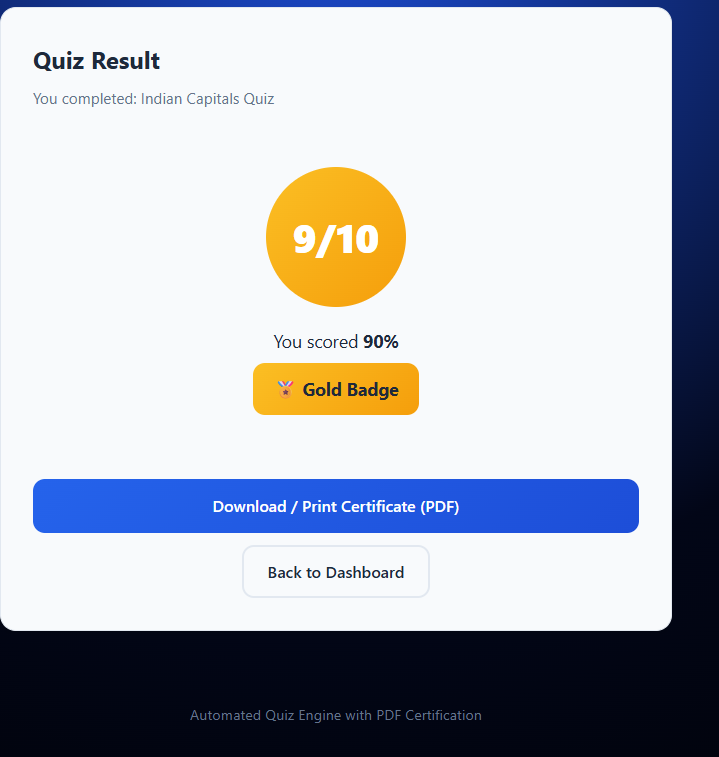 Quiz Result
You completed: Indian Capitals Quiz
9/10
You scored 90%
Gold Badge
Download / Print Certificate (PDF)
Back to Dashboard
Automated Quiz Engine with PDF Certification